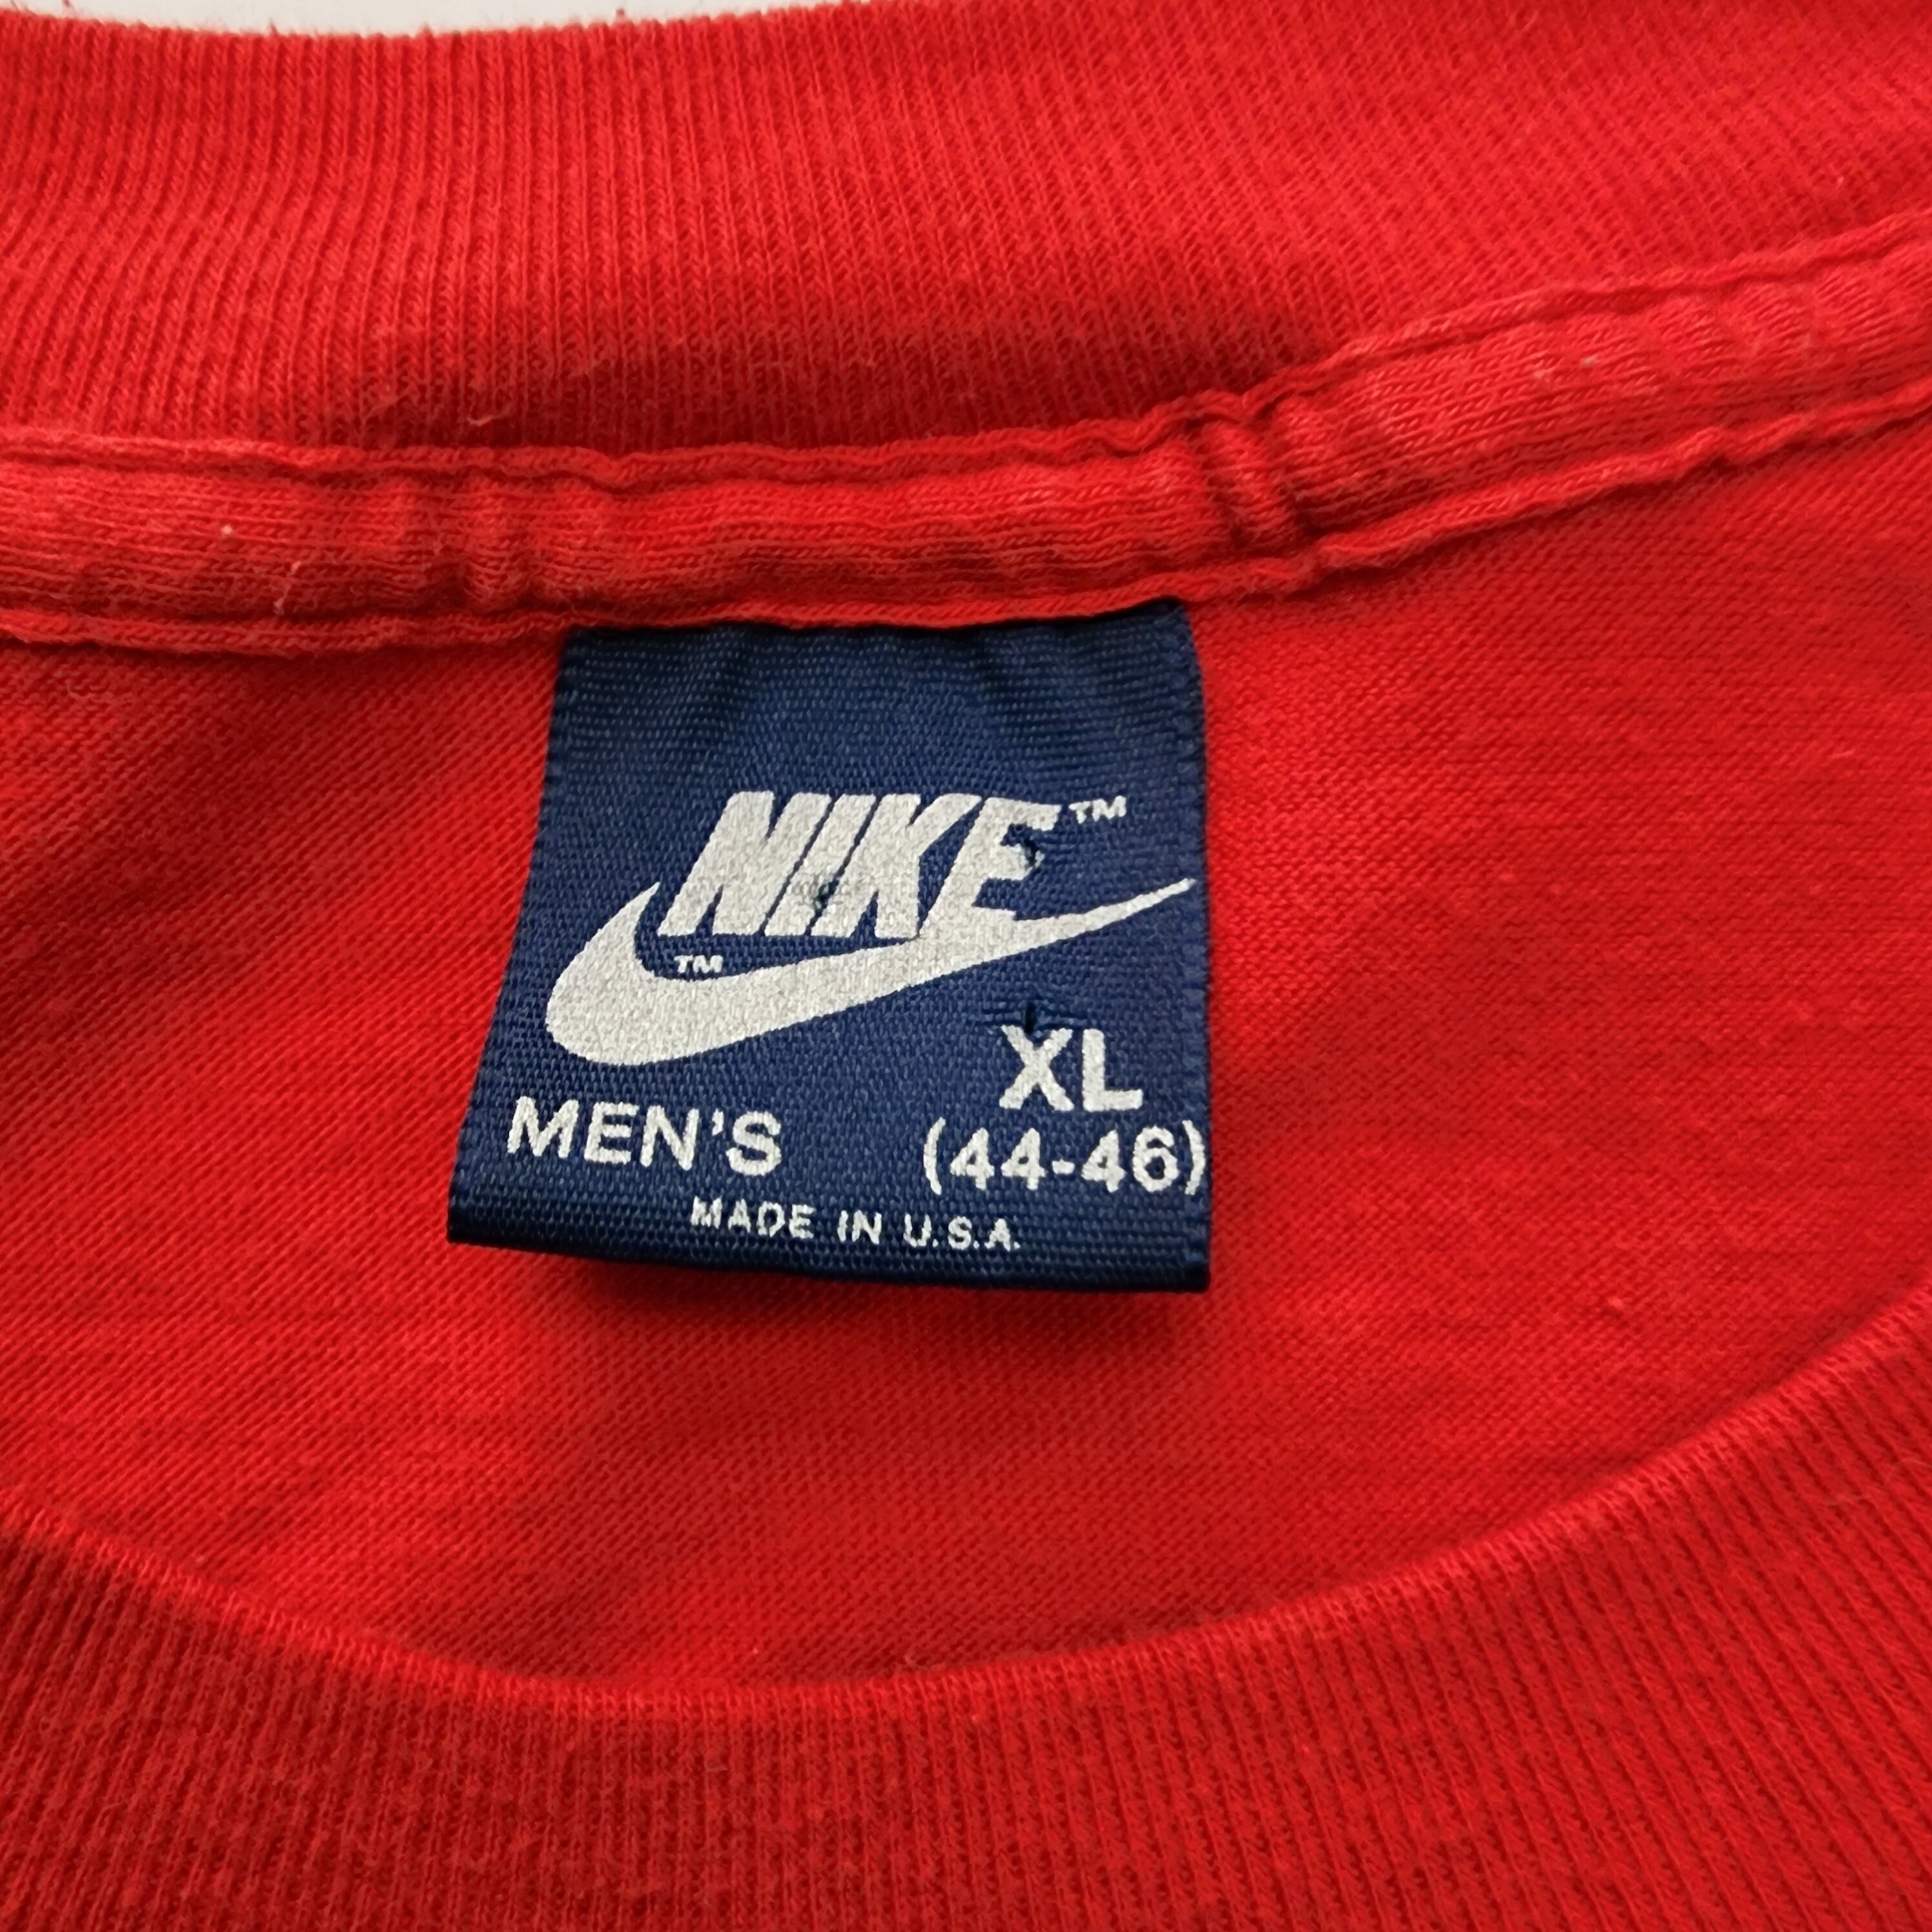 NIKE™
™
XL
MEN'S (44-46)
MADE IN U.S.A.